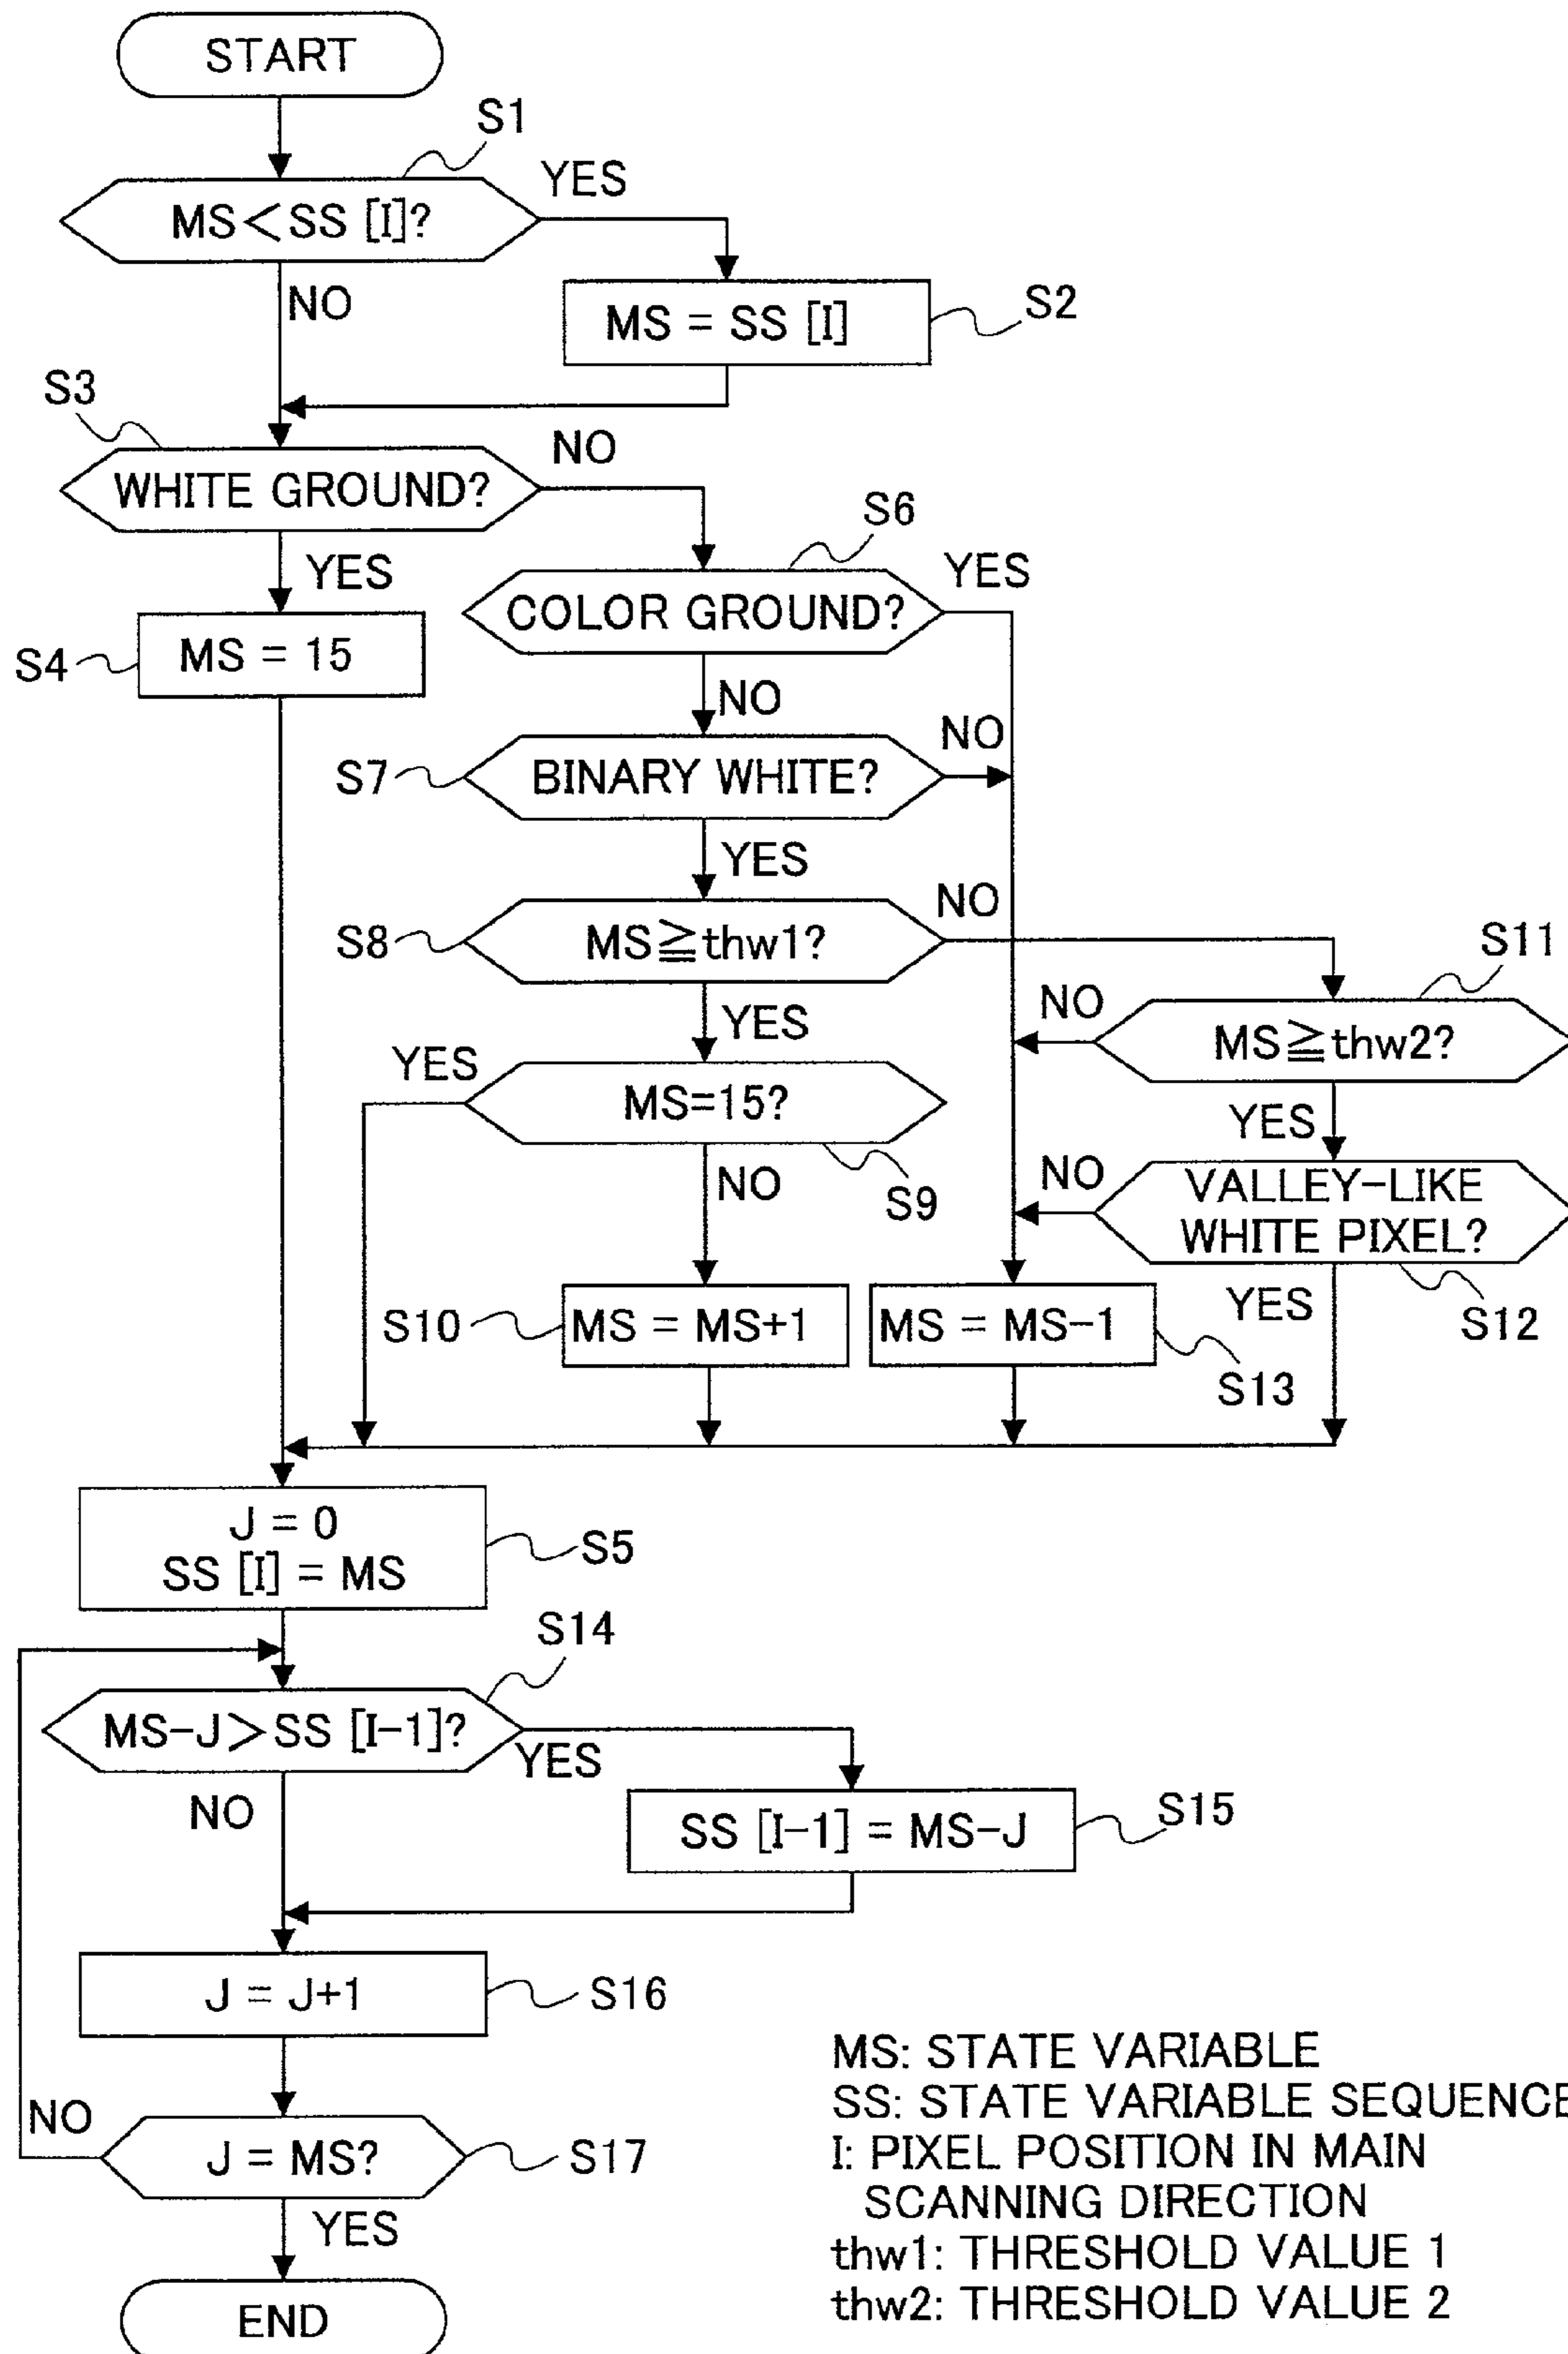 START
S1
MS<SS [I]?
YES
NO
MS = SS [I]
S2
S3
WHITE GROUND?
NO
YES
S6
COLOR GROUND?
YES
S4
MS = 15
NO
S7
BINARY WHITE?
NO
YES
S8
MS≧thw1?
NO
S11
MS≧thw2?
NO
YES
YES
YES
MS=15?
S9
NO
NO
VALLEY-LIKE
WHITE PIXEL?
S12
YES
S10
MS = MS+1
MS = MS-1
S13
J = 0
SS [I] = MS
S5
S14
MS-J>SS [I-1]?
YES
NO
SS [I-1] = MS-J
S15
J = J+1
S16
NO
J = MS?
S17
YES
END
MS: STATE VARIABLE
SS: STATE VARIABLE SEQUENCE
I: PIXEL POSITION IN MAIN
SCANNING DIRECTION
thw1: THRESHOLD VALUE 1
thw2: THRESHOLD VALUE 2